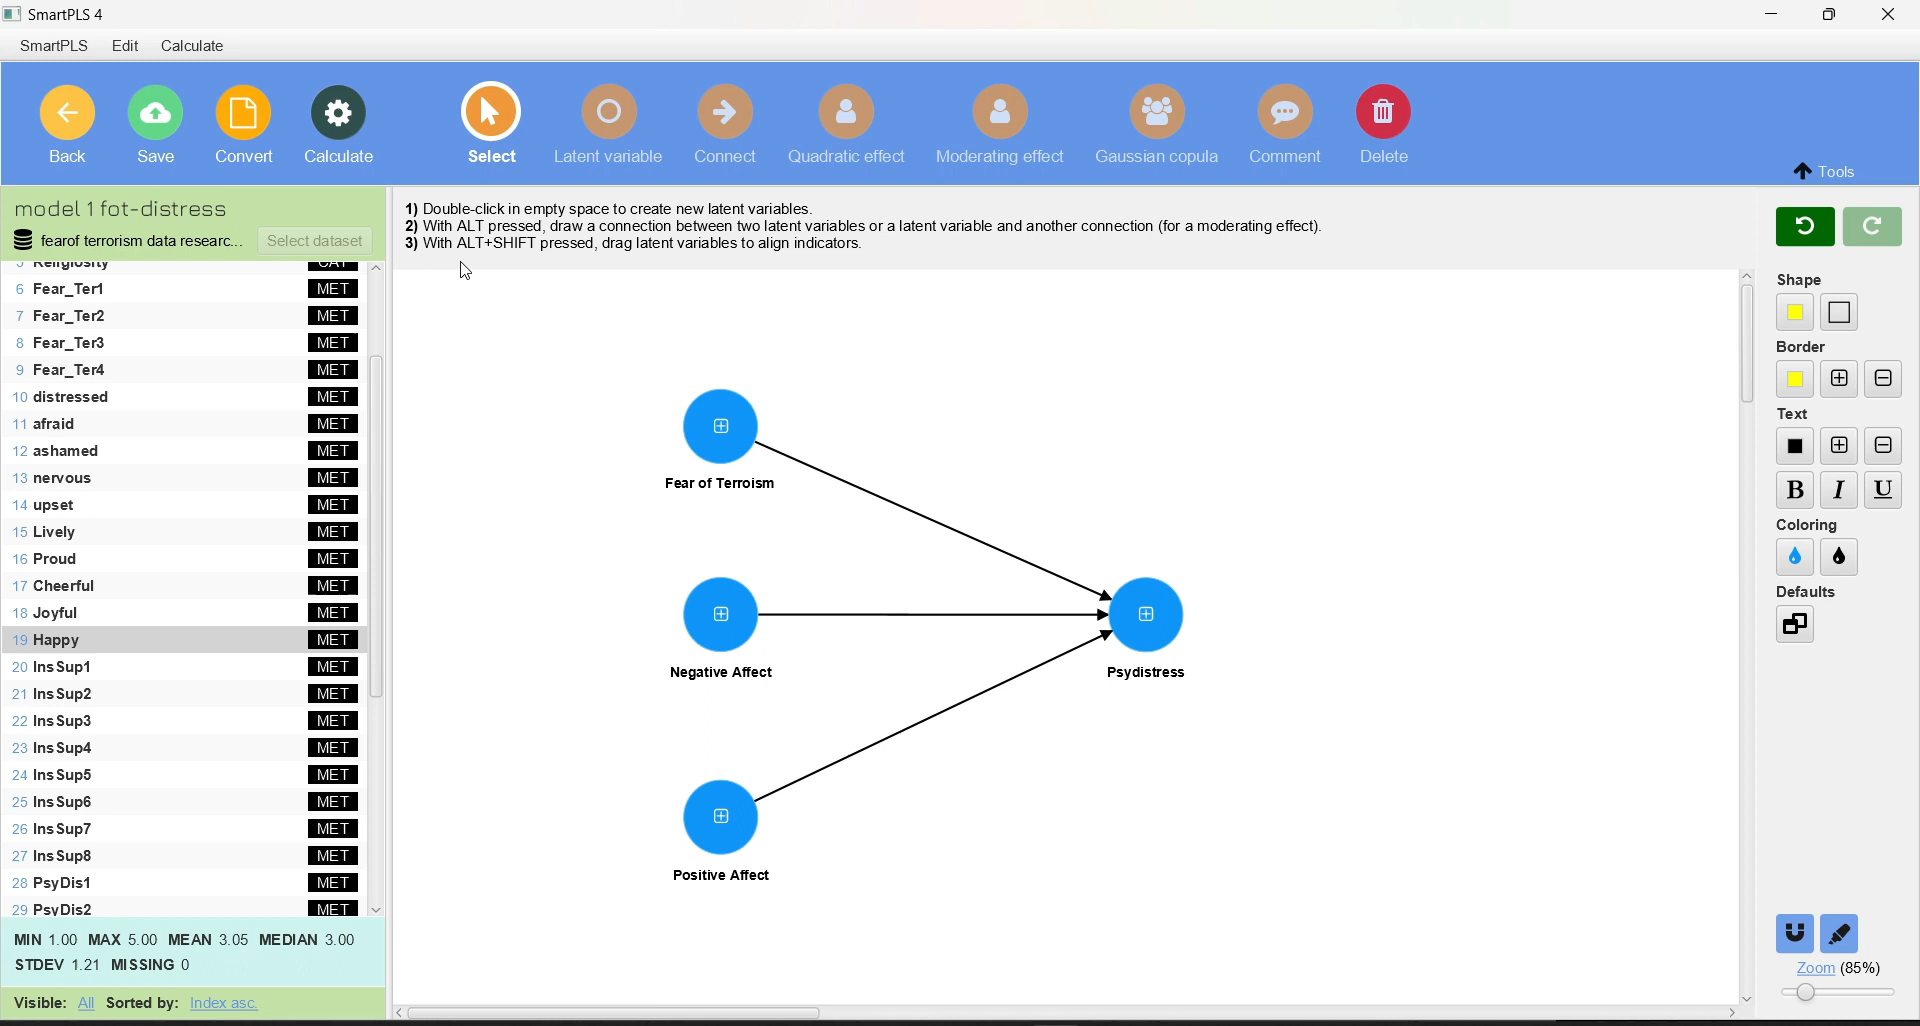 SmartPLS 4
SmartPLS Edit Calculate
Back Save Convert Calculate Select Latent variable Connect Quadratic effect Moderating effect Gaussian copula Comment Delete
Tools
model 1 fot-distress
fearof terrorism data researc... Select dataset
1) Double-click in empty space to create new latent variables.
2) With ALT pressed, draw a connection between two latent variables or a latent variable and another connection (for a moderating effect).
3) With ALT+SHIFT pressed, drag latent variables to align indicators.
5 Religiosity CAT
6 Fear_Ter1 MET
7 Fear_Ter2 MET
8 Fear_Ter3 MET
9 Fear_Ter4 MET
10 distressed MET
11 afraid MET
12 ashamed MET
13 nervous MET
14 upset MET
15 Lively MET
16 Proud MET
17 Cheerful MET
18 Joyful MET
19 Happy MET
20 InsSup1 MET
21 InsSup2 MET
22 InsSup3 MET
23 InsSup4 MET
24 InsSup5 MET
25 InsSup6 MET
26 InsSup7 MET
27 InsSup8 MET
28 PsyDis1 MET
29 PsyDis2 MET
MIN 1.00 MAX 5.00 MEAN 3.05 MEDIAN 3.00
STDEV 1.21 MISSING 0
Visible: All Sorted by: Index asc.
Fear of Terroism
Negative Affect
Psydistress
Positive Affect
Shape
Border
Text
B I U
Coloring
Defaults
Zoom (85%)